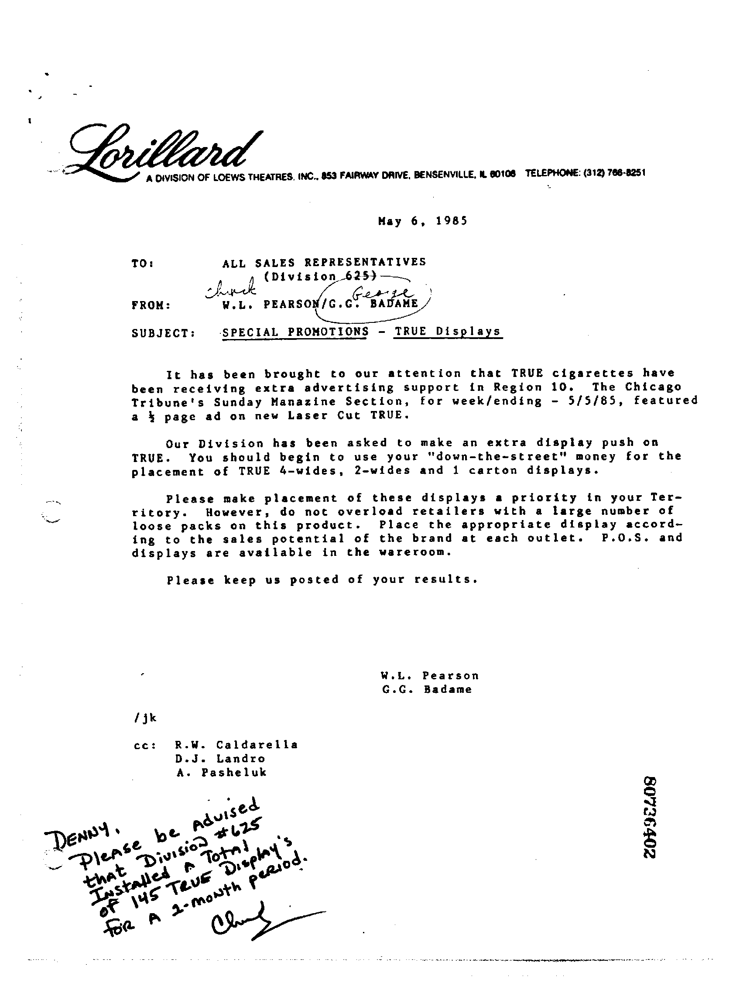 Lorillard
A DIVISION OF LOEWS THEATRES, INC., 853 FAIRWAY DRIVE, BENSENVILLE, IL 60106 TELEPHONE: (312) 766-8251
May 6, 1985
TO: ALL SALES REPRESENTATIVES
(Division 625)
Chuck George
FROM: W.L. PEARSON/G.G. BADAME
SUBJECT: SPECIAL PROMOTIONS - TRUE Displays
It has been brought to our attention that TRUE cigarettes have
been receiving extra advertising support in Region 10. The Chicago
Tribune's Sunday Manazine Section, for week/ending - 5/5/85, featured
a ½ page ad on new Laser Cut TRUE.
Our Division has been asked to make an extra display push on
TRUE. You should begin to use your "down-the-street" money for the
placement of TRUE 4-wides, 2-wides and 1 carton displays.
Please make placement of these displays a priority in your Ter-
ritory. However, do not overload retailers with a large number of
loose packs on this product. Place the appropriate display accord-
ing to the sales potential of the brand at each outlet. P.O.S. and
displays are available in the wareroom.
Please keep us posted of your results.
W.L. Pearson
G.G. Badame
/jk
cc: R.W. Caldarella
D.J. Landro
A. Pasheluk
DENNY,
Please be Advised
that Division #625
Installed A Total
of 145 True Display's
for A 2-month period.
Chuck
80736402